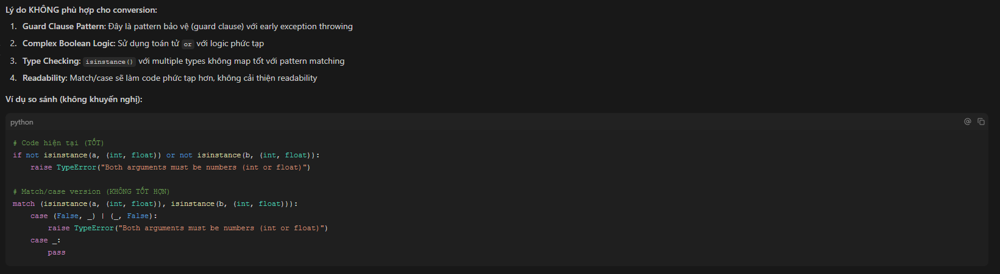 Lý do KHÔNG phù hợp cho conversion:
1. Guard Clause Pattern: Đây là pattern bảo vệ (guard clause) với early exception throwing
2. Complex Boolean Logic: Sử dụng toán tử or với logic phức tạp
3. Type Checking: isinstance() với multiple types không map tốt với pattern matching
4. Readability: Match/case sẽ làm code phức tạp hơn, không cải thiện readability
Ví dụ so sánh (không khuyến nghị):
python
# Code hiện tại (TỐT)
if not isinstance(a, (int, float)) or not isinstance(b, (int, float)):
    raise TypeError("Both arguments must be numbers (int or float)")
# Match/case version (KHÔNG TỐT HƠN)
match (isinstance(a, (int, float)), isinstance(b, (int, float))):
    case (False, _) | (_, False):
        raise TypeError("Both arguments must be numbers (int or float)")
    case _:
        pass